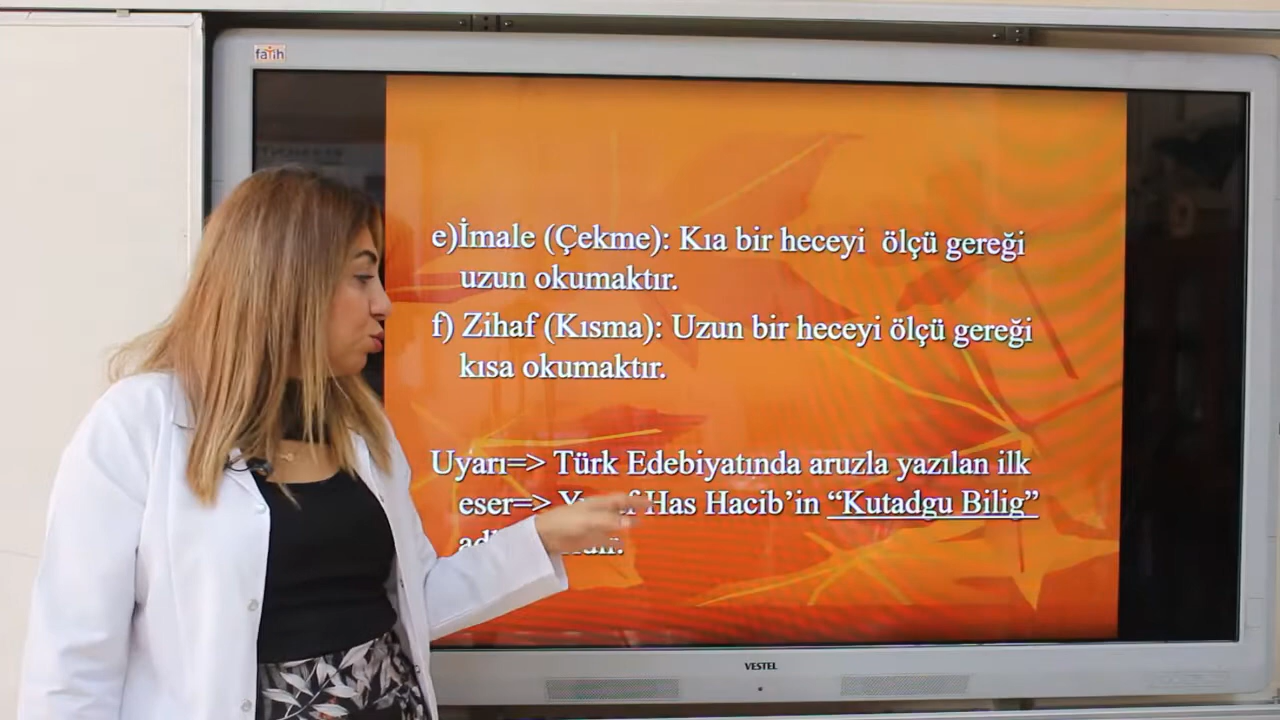 fatih
e)İmale (Çekme): Kıa bir heceyi ölçü gereği
uzun okumaktır.
f) Zihaf (Kısma): Uzun bir heceyi ölçü gereği
kısa okumaktır.
Uyarı=> Türk Edebiyatında aruzla yazılan ilk
eser=> Has Hacib’in “Kutadgu Bilig”
VESTEL